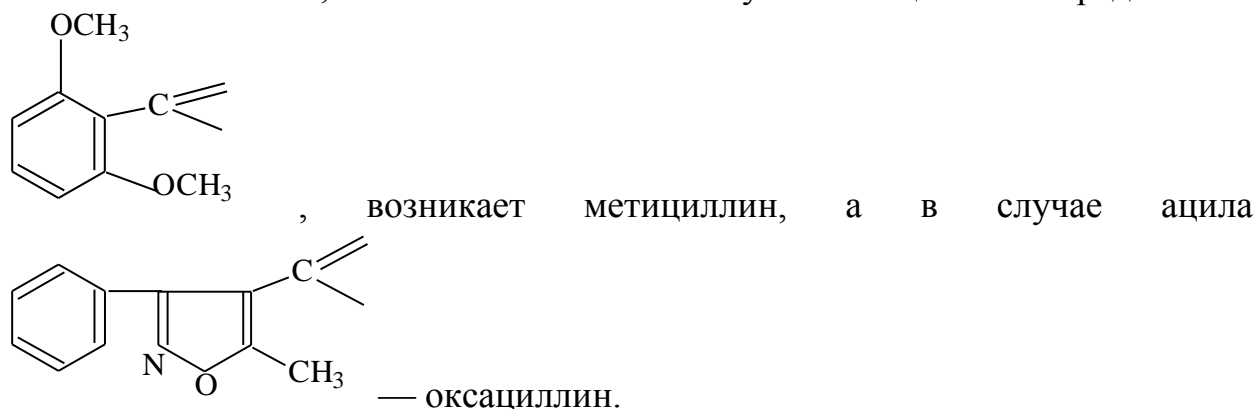 OCH3
C
OCH3
, возникает метициллин, а в случае ацила
C
N
O
CH3
— оксациллин.